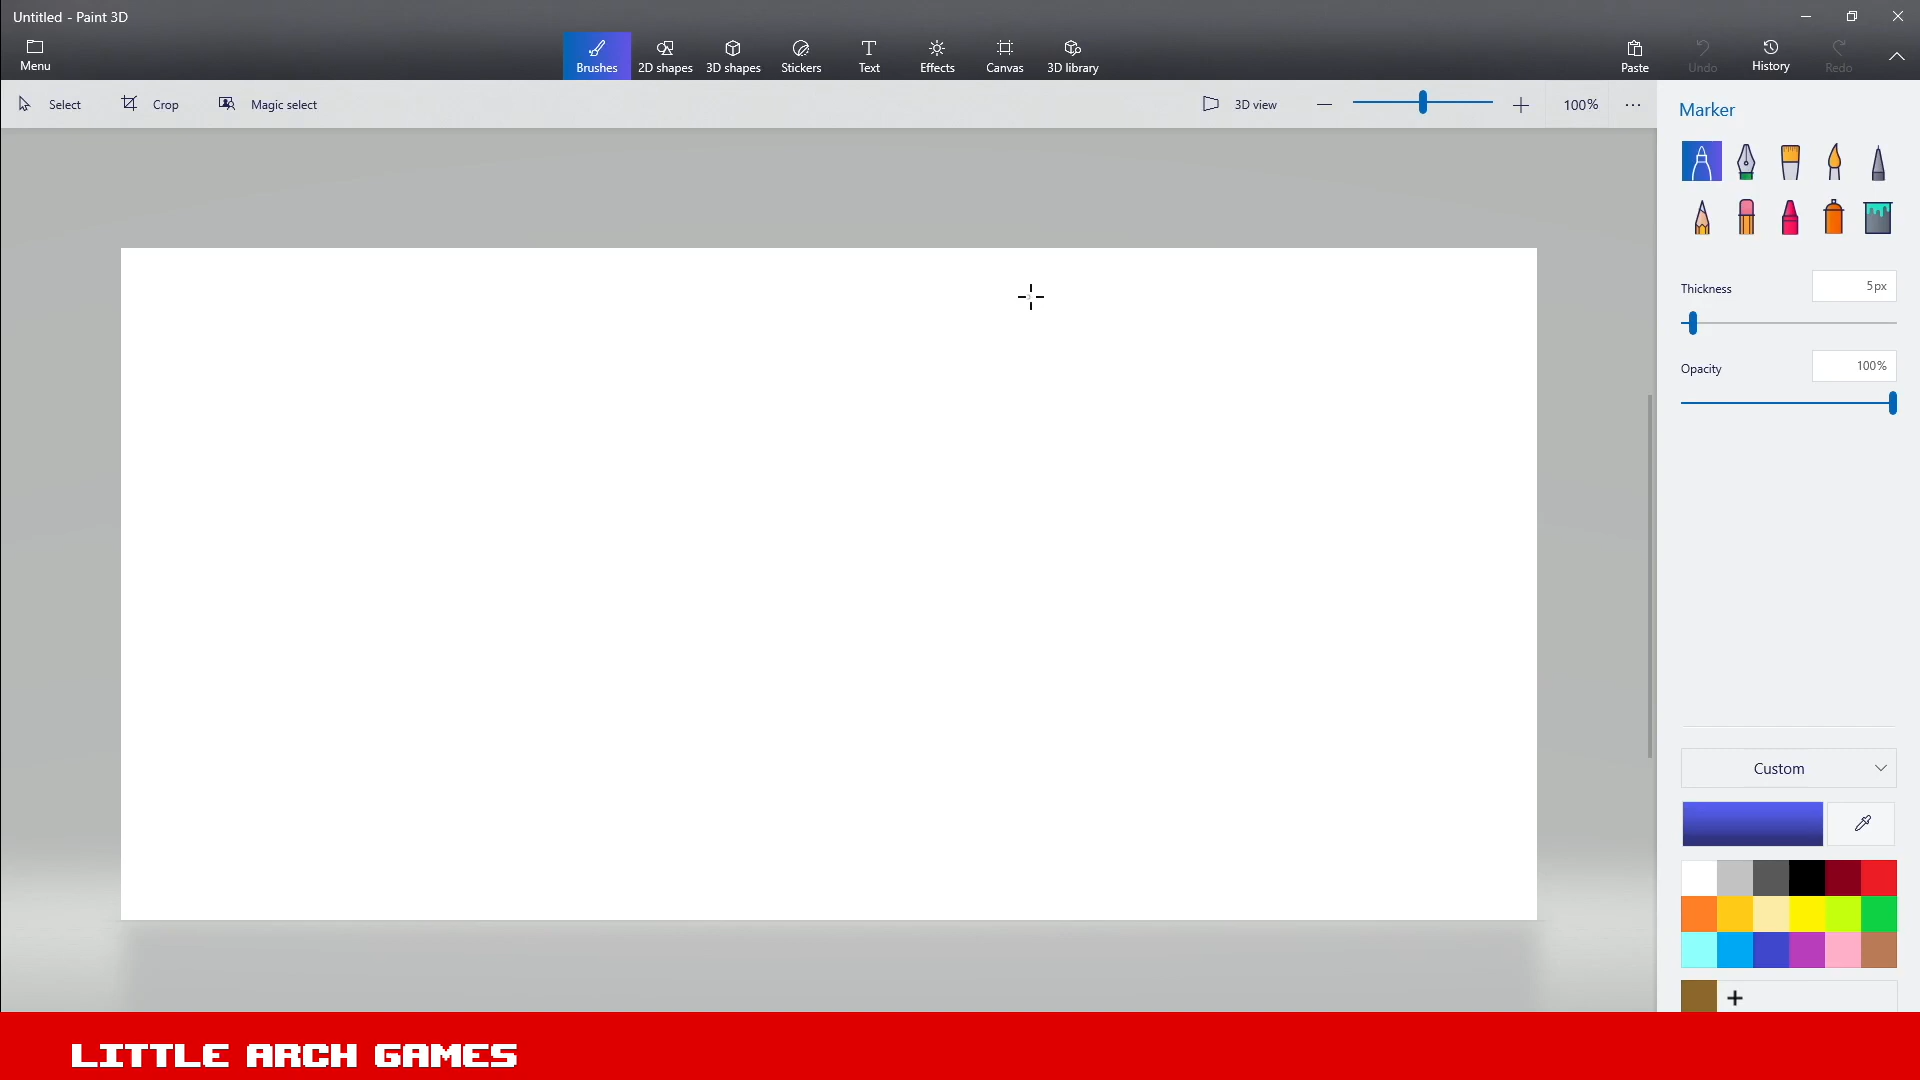 Untitled - Paint 3D
Menu
Brushes
2D shapes
3D shapes
Stickers
Text
Effects
Canvas
3D library
Paste
Undo
History
Redo
Select
Crop
Magic select
3D view
100%
Marker
Thickness
5px
Opacity
100%
Custom
LITTLE ARCH GAMES